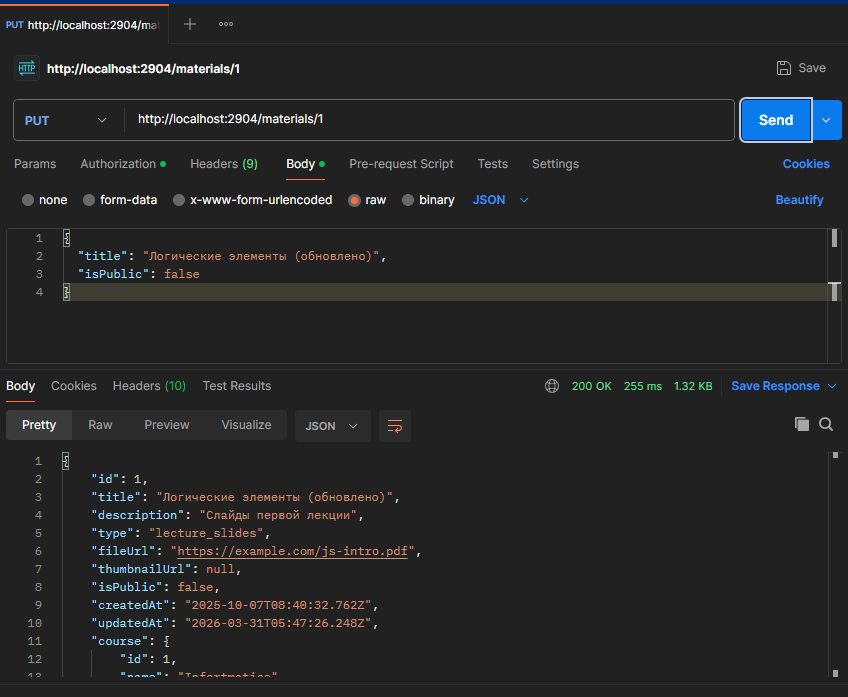 PUT http://localhost:2904/ma
HTTP http://localhost:2904/materials/1 Save
PUT http://localhost:2904/materials/1 Send
Params Authorization Headers (9) Body Pre-request Script Tests Settings Cookies
none form-data x-www-form-urlencoded raw binary JSON Beautify
1 {
2 "title": "Логические элементы (обновлено)",
3 "isPublic": false
4 }
Body Cookies Headers (10) Test Results 200 OK 255 ms 1.32 KB Save Response
Pretty Raw Preview Visualize JSON
1 {
2 "id": 1,
3 "title": "Логические элементы (обновлено)",
4 "description": "Слайды первой лекции",
5 "type": "lecture_slides",
6 "fileUrl": "https://example.com/js-intro.pdf",
7 "thumbnailUrl": null,
8 "isPublic": false,
9 "createdAt": "2025-10-07T08:40:32.762Z",
10 "updatedAt": "2026-03-31T05:47:26.248Z",
11 "course": {
12 "id": 1,
13 "name": "Infortmatics"